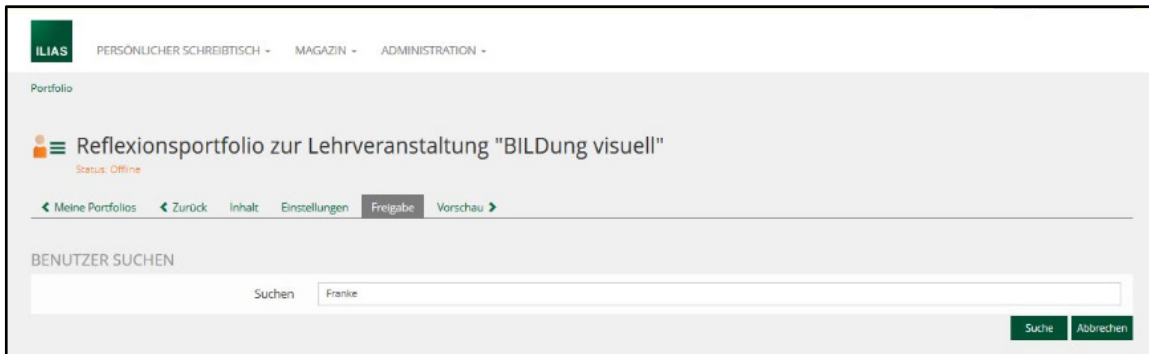 ILIAS PERSÖNLICHER SCHREIBTISCH MAGAZIN ADMINISTRATION
Portfolio
Reflexionsportfolio zur Lehrveranstaltung "BILDung visuell"
Status: Offline
Meine Portfolios Zurück Inhalt Einstellungen Freigabe Vorschau
BENUTZER SUCHEN
Suchen Franke
Suche Abbrechen